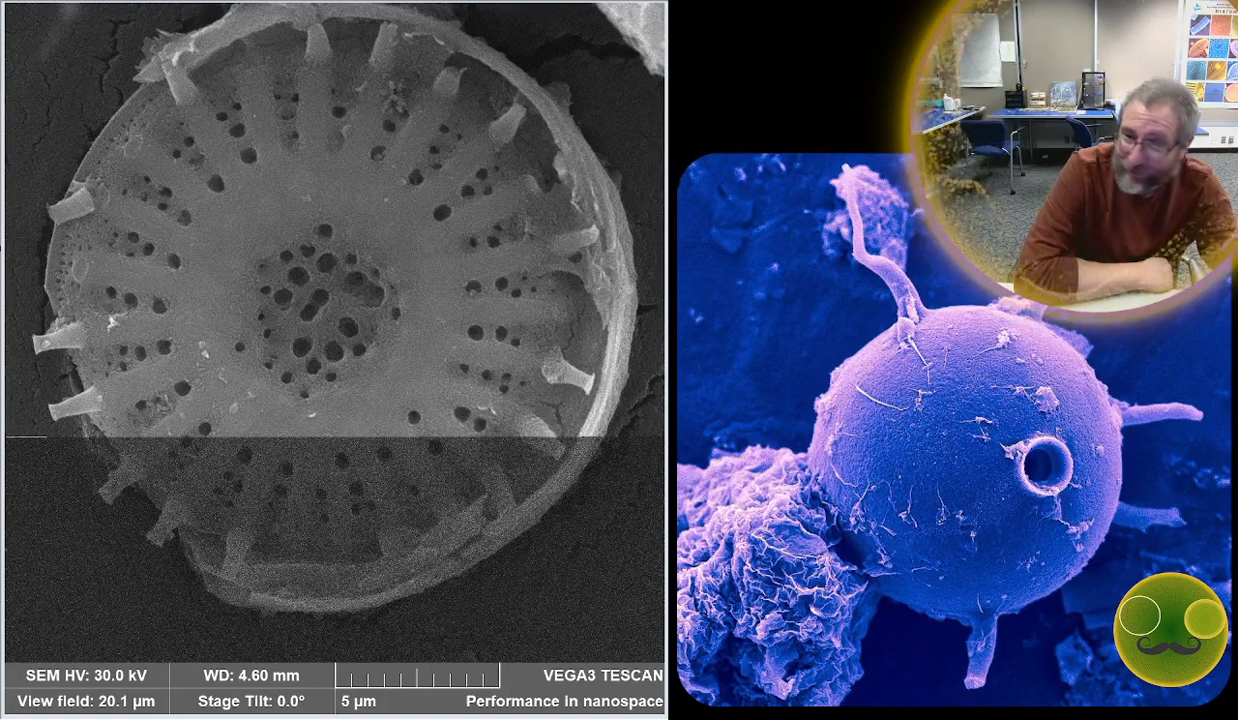 SEM HV: 30.0 kV
WD: 4.60 mm
VEGA3 TESCAN
View field: 20.1 µm
Stage Tilt: 0.0°
5 µm
Performance in nanospace